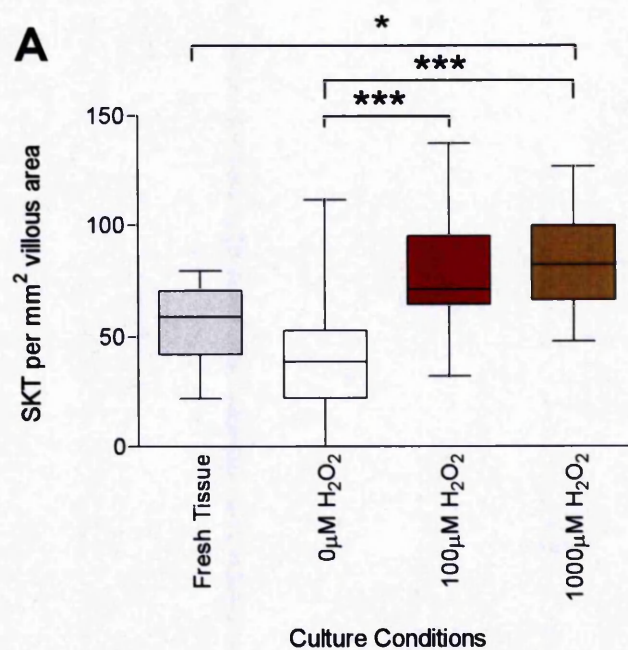 A
*
***
***
150
100
50
0
SKT per mm² villous area
Fresh Tissue
0µM H₂O₂
100µM H₂O₂
1000µM H₂O₂
Culture Conditions